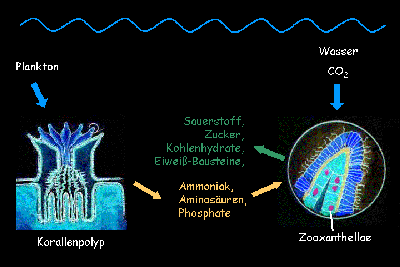 Plankton
Wasser
CO₂
Sauerstoff,
Zucker,
Kohlenhydrate,
Eiweiß-Bausteine,
Ammoniak,
Aminosäuren,
Phosphate
Korallenpolyp
Zooxanthellae